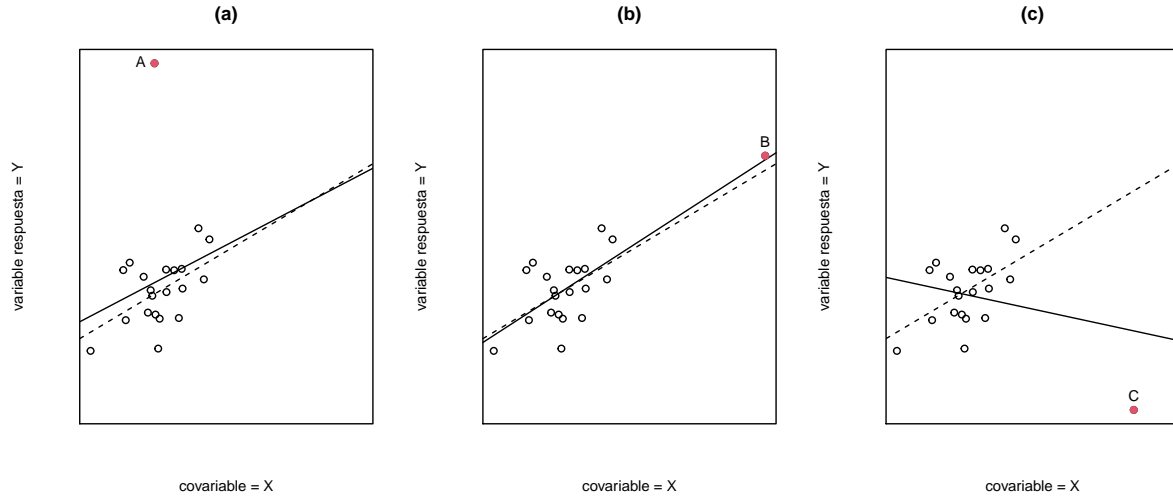 (a)
A
variable respuesta = Y
covariable = X
(b)
B
variable respuesta = Y
covariable = X
(c)
C
variable respuesta = Y
covariable = X